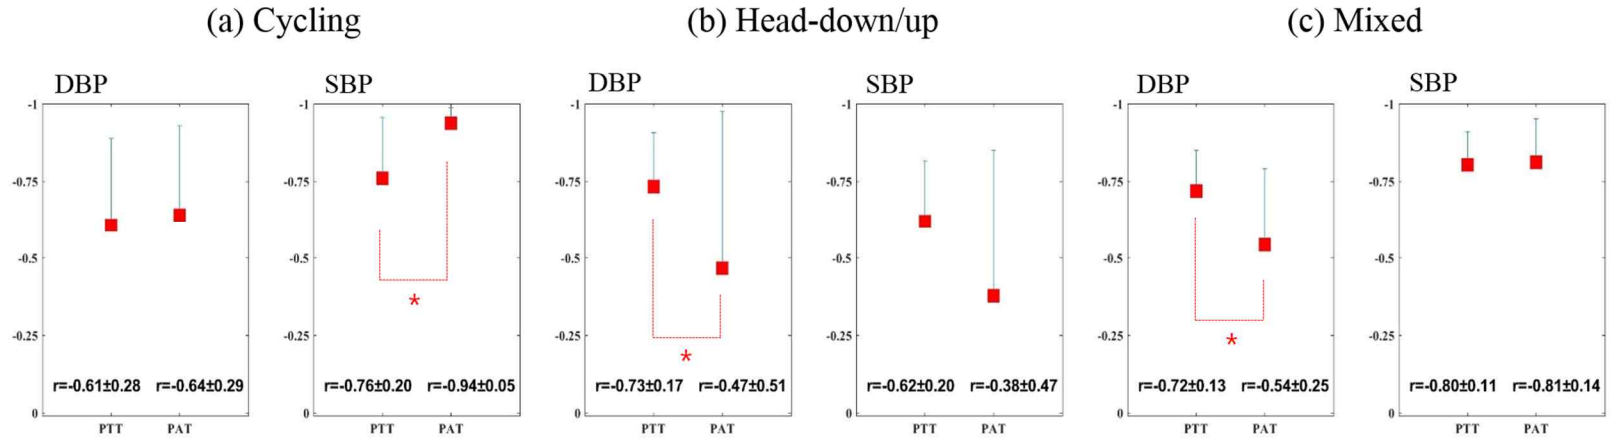 (a) Cycling
(b) Head-down/up
(c) Mixed
DBP
SBP
DBP
SBP
DBP
SBP
-1
-0.75
-0.5
-0.25
0
r=-0.61±0.28 r=-0.64±0.29
PTT PAT
-1
-0.75
-0.5
-0.25
0
*
r=-0.76±0.20 r=-0.94±0.05
PTT PAT
-1
-0.75
-0.5
-0.25
0
*
r=-0.73±0.17 r=-0.47±0.51
PTT PAT
-1
-0.75
-0.5
-0.25
0
r=-0.62±0.20 r=-0.38±0.47
PTT PAT
-1
-0.75
-0.5
-0.25
0
*
r=-0.72±0.13 r=-0.54±0.25
PTT PAT
-1
-0.75
-0.5
-0.25
0
r=-0.80±0.11 r=-0.81±0.14
PTT PAT